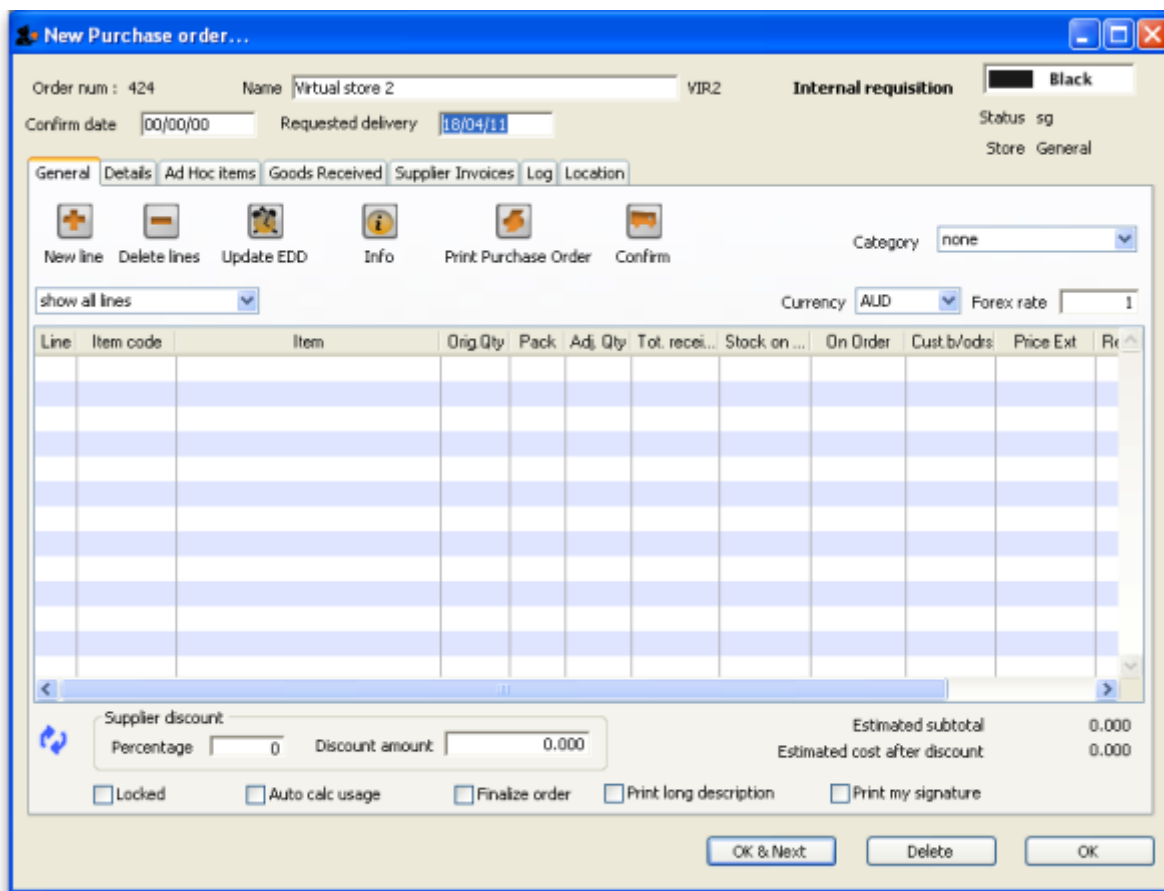 New Purchase order...
Order num : 424 Name Virtual store 2 VIR2 Internal requisition Black
Confirm date 00/00/00 Requested delivery 18/04/11 Status sg
Store General
General Details Ad Hoc items Goods Received Supplier Invoices Log Location
New line Delete lines Update EDD Info Print Purchase Order Confirm Category none
show all lines Currency AUD Forex rate 1
Line Item code Item Orig.Qty Pack Adj. Qty Tot. recei... Stock on ... On Order Cust.b/odrs Price Ext Re
Supplier discount Estimated subtotal 0.000
Percentage 0 Discount amount 0.000 Estimated cost after discount 0.000
Locked Auto calc usage Finalize order Print long description Print my signature
OK & Next Delete OK